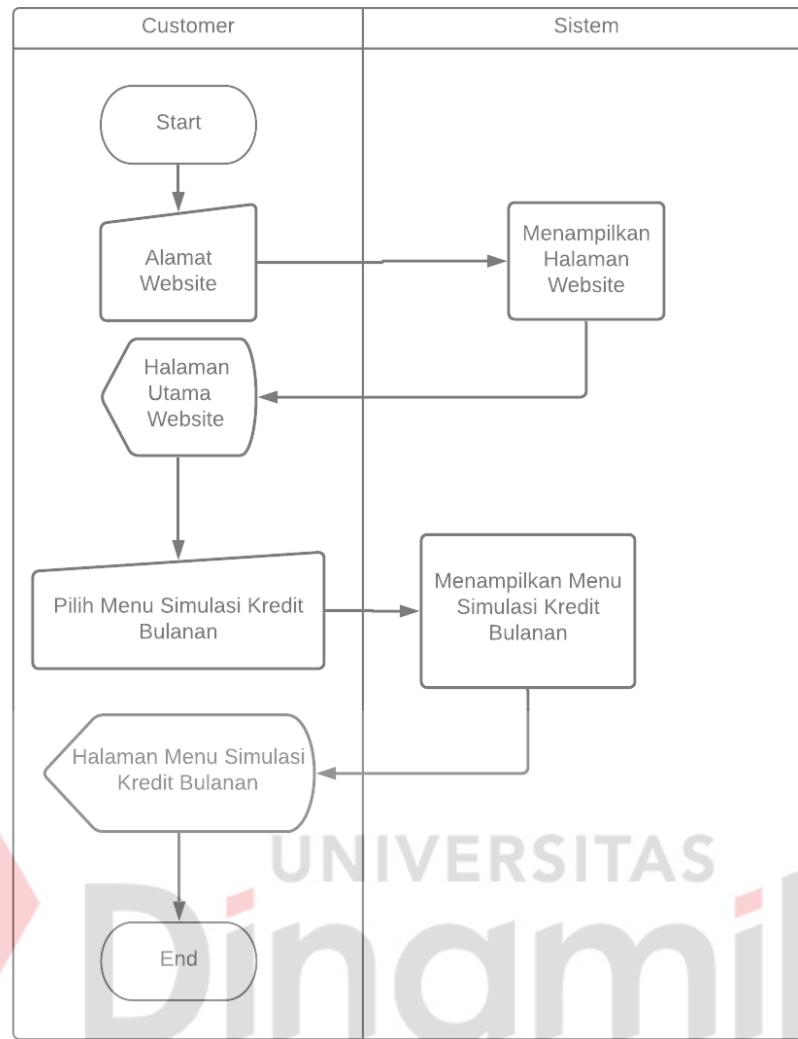 Customer
Sistem
Start
Alamat
Website
Menampilkan
Halaman
Website
Halaman
Utama
Website
Pilih Menu Simulasi Kredit
Bulanan
Menampilkan Menu
Simulasi Kredit
Bulanan
Halaman Menu Simulasi
Kredit Bulanan
End
UNIVERSITAS
Dinamik